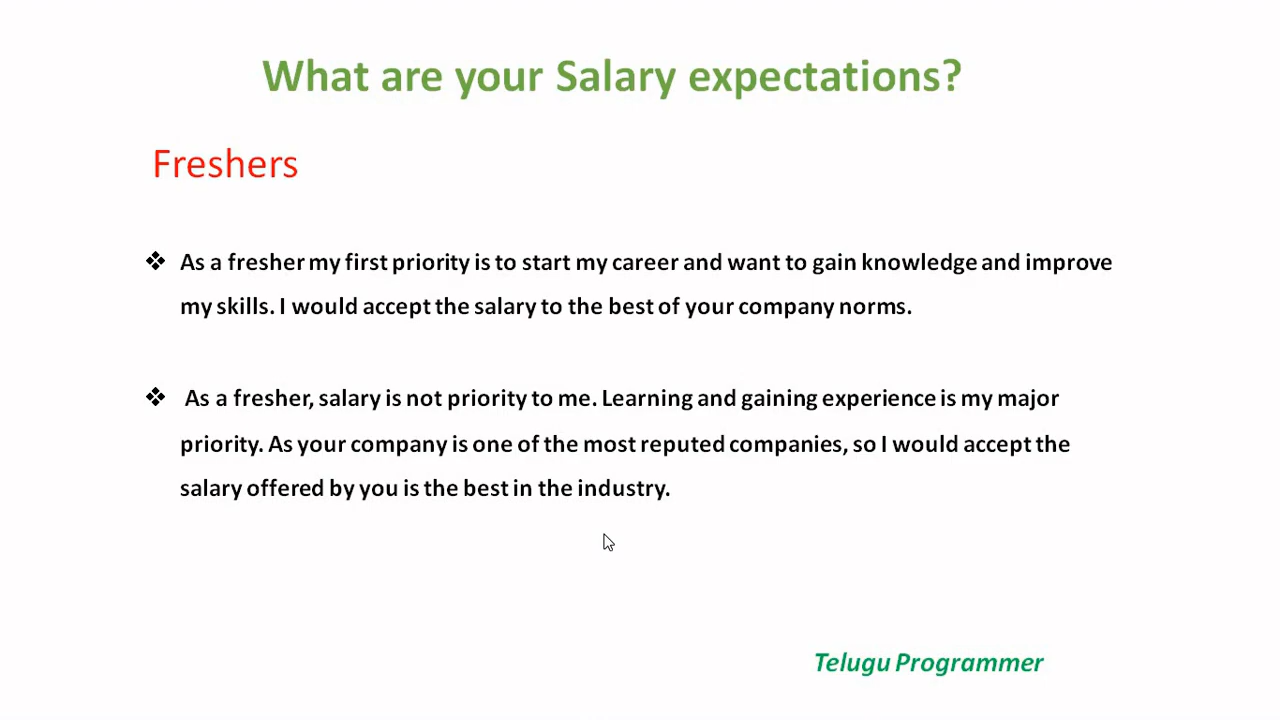 What are your Salary expectations?
Freshers
❖ As a fresher my first priority is to start my career and want to gain knowledge and improve
my skills. I would accept the salary to the best of your company norms.
❖ As a fresher, salary is not priority to me. Learning and gaining experience is my major
priority. As your company is one of the most reputed companies, so I would accept the
salary offered by you is the best in the industry.
Telugu Programmer